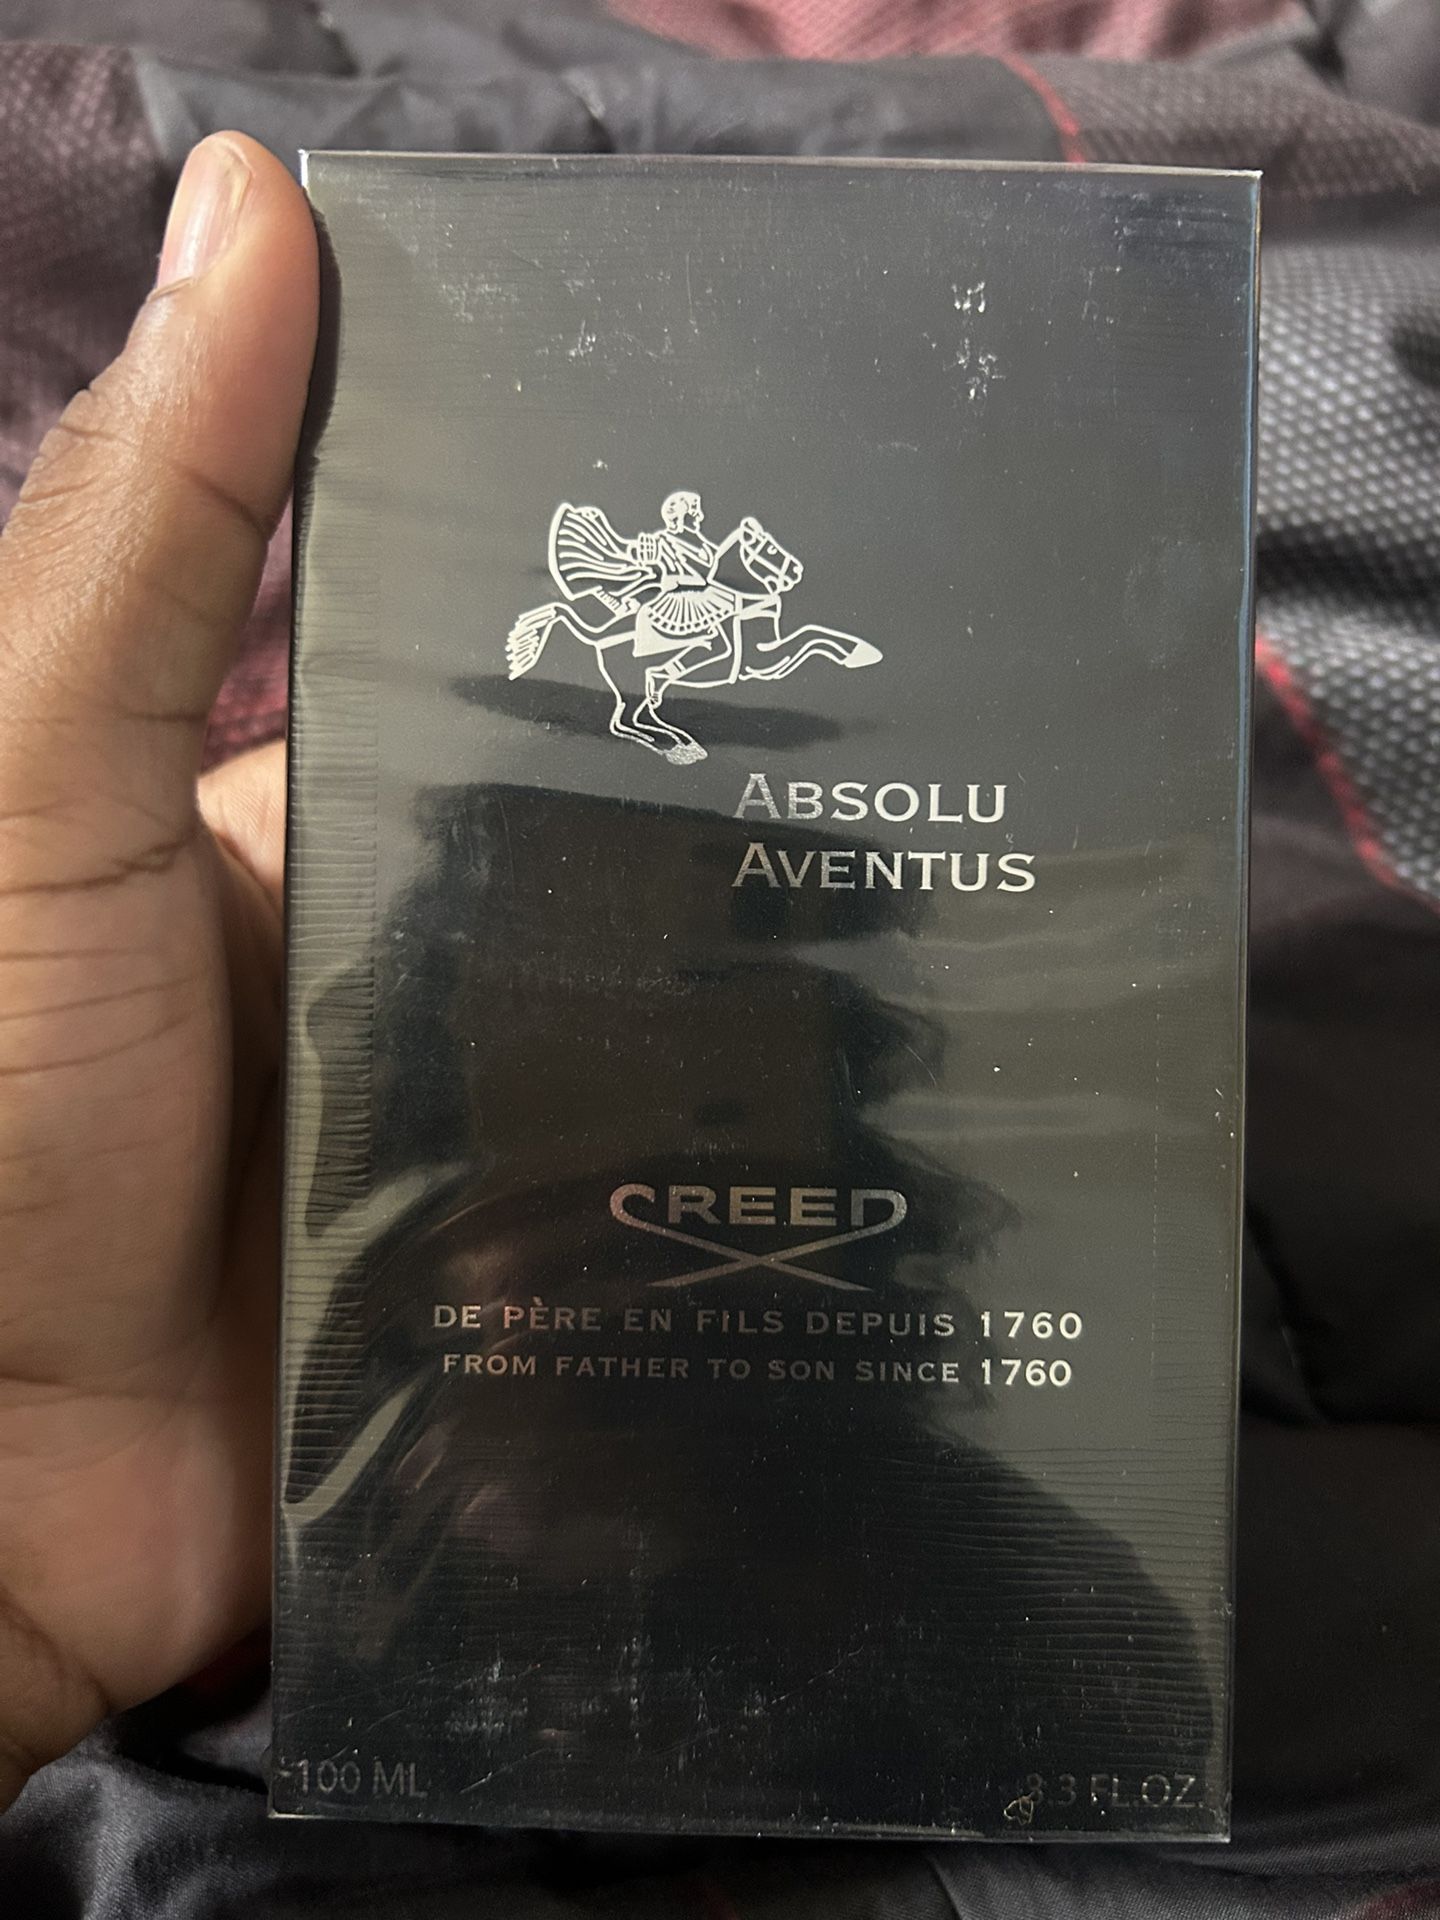 ABSOLU
AVENTUS
CREED
DE PÈRE EN FILS DEPUIS 1760
FROM FATHER TO SON SINCE 1760
100 ML
3.3 FL.OZ.